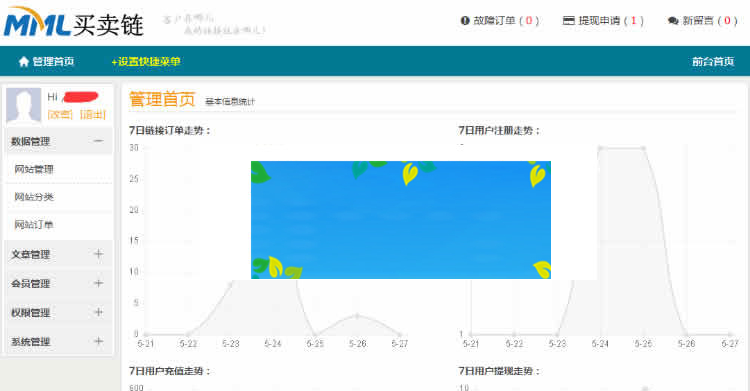 MML买卖链
客户在哪儿
我的链接就在哪儿！
故障订单 ( 0 ) 提现申请 ( 1 ) 新留言 ( 0 )
管理首页 +设置快捷菜单 前台首页
Hi
[改密] [退出]
数据管理
网站管理
网站分类
网站订单
文章管理
会员管理
权限管理
系统管理
管理首页 基本信息统计
7日链接订单走势：
30
25
20
15
10
5
0
5-21 5-22 5-23 5-24 5-25 5-26 5-27
7日用户注册走势：
1
5-21 5-22 5-23 5-24 5-25 5-26 5-27
7日用户充值走势：
500
7日用户提现走势：
10